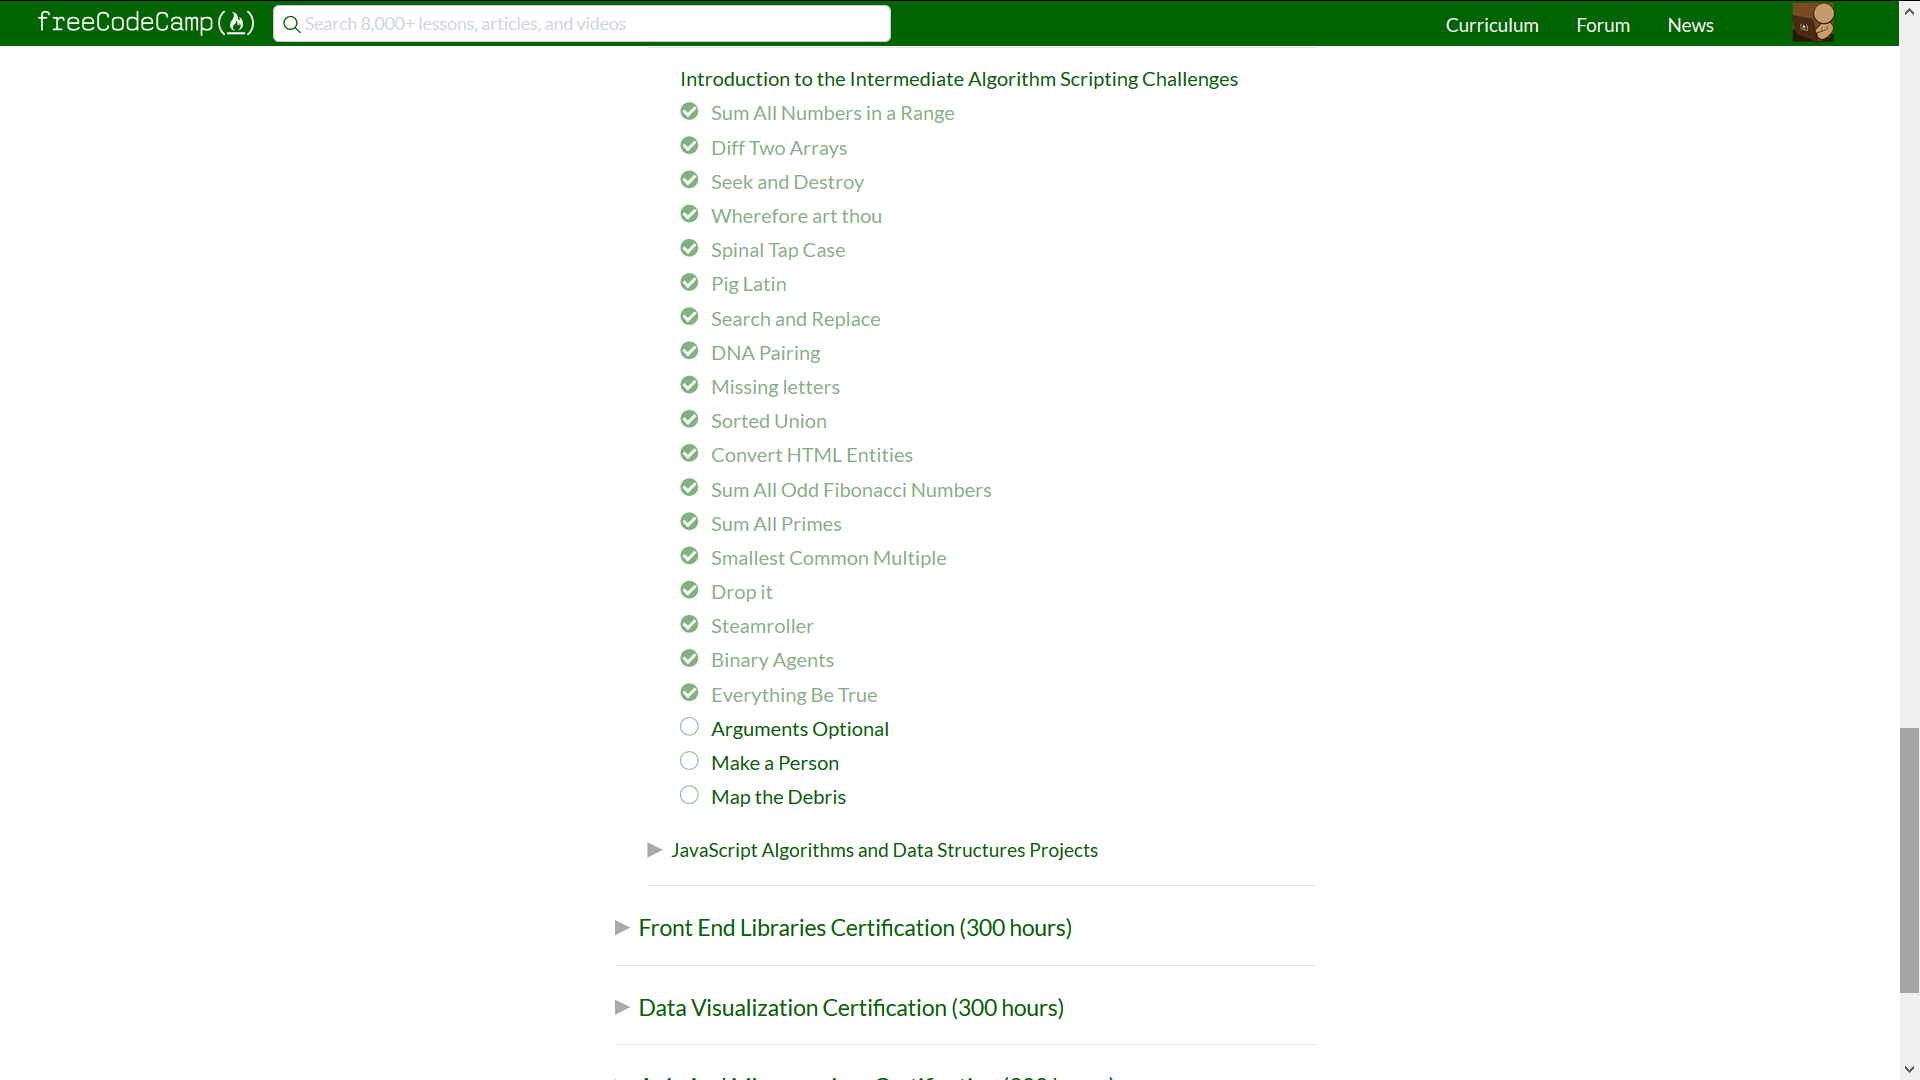 freeCodeCamp
Search 8,000+ lessons, articles, and videos
Curriculum
Forum
News
Introduction to the Intermediate Algorithm Scripting Challenges
Sum All Numbers in a Range
Diff Two Arrays
Seek and Destroy
Wherefore art thou
Spinal Tap Case
Pig Latin
Search and Replace
DNA Pairing
Missing letters
Sorted Union
Convert HTML Entities
Sum All Odd Fibonacci Numbers
Sum All Primes
Smallest Common Multiple
Drop it
Steamroller
Binary Agents
Everything Be True
Arguments Optional
Make a Person
Map the Debris
JavaScript Algorithms and Data Structures Projects
Front End Libraries Certification (300 hours)
Data Visualization Certification (300 hours)